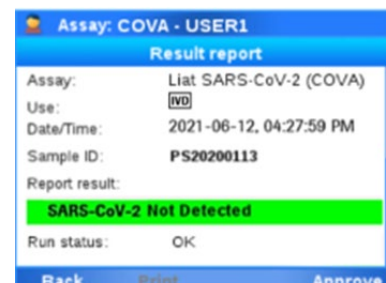 Assay: COVA - USER1
Result report
Assay: Liat SARS-CoV-2 (COVA)
Use: IVD
Date/Time: 2021-06-12, 04:27:59 PM
Sample ID: PS20200113
Report result:
SARS-CoV-2 Not Detected
Run status: OK
Back Print Approve